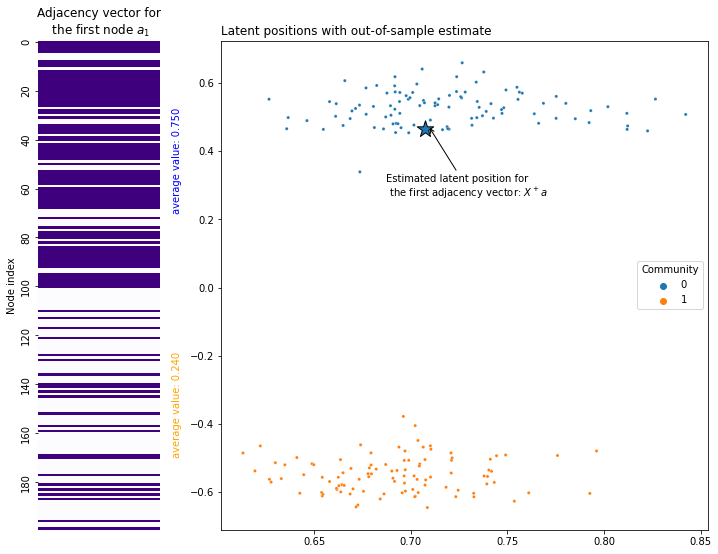 Adjacency vector for
the first node a₁
0
20
40
60
80
100
120
140
160
180
Node index
average value: 0.750
average value: 0.240
Latent positions with out-of-sample estimate
0.6
0.4
0.2
0.0
−0.2
−0.4
−0.6
0.65
0.70
0.75
0.80
0.85
Estimated latent position for
the first adjacency vector: X⁺a
Community
0
1